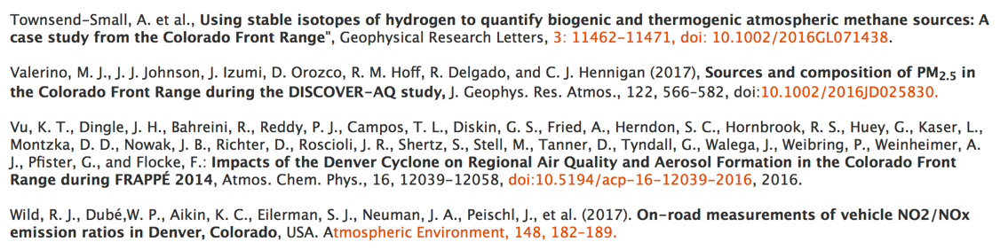 Townsend-Small, A. et al., Using stable isotopes of hydrogen to quantify biogenic and thermogenic atmospheric methane sources: A
case study from the Colorado Front Range", Geophysical Research Letters, 3: 11462-11471, doi: 10.1002/2016GL071438.
Valerino, M. J., J. J. Johnson, J. Izumi, D. Orozco, R. M. Hoff, R. Delgado, and C. J. Hennigan (2017), Sources and composition of PM2.5 in
the Colorado Front Range during the DISCOVER-AQ study, J. Geophys. Res. Atmos., 122, 566-582, doi:10.1002/2016JD025830.
Vu, K. T., Dingle, J. H., Bahreini, R., Reddy, P. J., Campos, T. L., Diskin, G. S., Fried, A., Herndon, S. C., Hornbrook, R. S., Huey, G., Kaser, L.,
Montzka, D. D., Nowak, J. B., Richter, D., Roscioli, J. R., Shertz, S., Stell, M., Tanner, D., Tyndall, G., Walega, J., Weibring, P., Weinheimer, A.
J., Pfister, G., and Flocke, F.: Impacts of the Denver Cyclone on Regional Air Quality and Aerosol Formation in the Colorado Front
Range during FRAPPÉ 2014, Atmos. Chem. Phys., 16, 12039-12058, doi:10.5194/acp-16-12039-2016, 2016.
Wild, R. J., Dubé,W. P., Aikin, K. C., Eilerman, S. J., Neuman, J. A., Peischl, J., et al. (2017). On-road measurements of vehicle NO2/NOx
emission ratios in Denver, Colorado, USA. Atmospheric Environment, 148, 182-189.